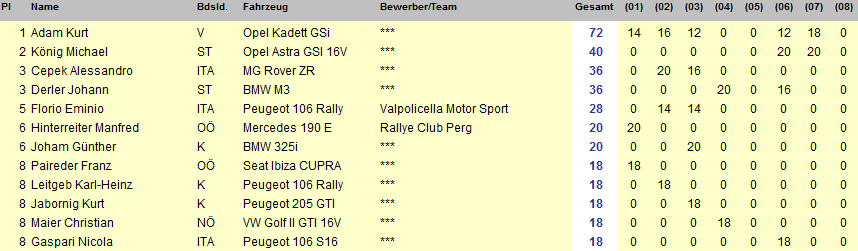 Pl Name Bdsld. Fahrzeug Bewerber/Team Gesamt (01) (02) (03) (04) (05) (06) (07) (08)
1 Adam Kurt V Opel Kadett GSi *** 72 14 16 12 0 0 12 18 0
2 König Michael ST Opel Astra GSI 16V *** 40 0 0 0 0 0 20 20 0
3 Cepek Alessandro ITA MG Rover ZR *** 36 0 20 16 0 0 0 0 0
3 Derler Johann ST BMW M3 *** 36 0 0 0 20 0 16 0 0
5 Florio Eminio ITA Peugeot 106 Rally Valpolicella Motor Sport 28 0 14 14 0 0 0 0 0
6 Hinterreiter Manfred OÖ Mercedes 190 E Rallye Club Perg 20 20 0 0 0 0 0 0 0
6 Joham Günther K BMW 325i *** 20 0 0 20 0 0 0 0 0
8 Paireder Franz OÖ Seat Ibiza CUPRA *** 18 18 0 0 0 0 0 0 0
8 Leitgeb Karl-Heinz K Peugeot 106 Rally *** 18 0 18 0 0 0 0 0 0
8 Jabornig Kurt K Peugeot 205 GTI *** 18 0 0 18 0 0 0 0 0
8 Maier Christian NÖ VW Golf II GTI 16V *** 18 0 0 0 18 0 0 0 0
8 Gaspari Nicola ITA Peugeot 106 S16 *** 18 0 0 0 0 0 18 0 0